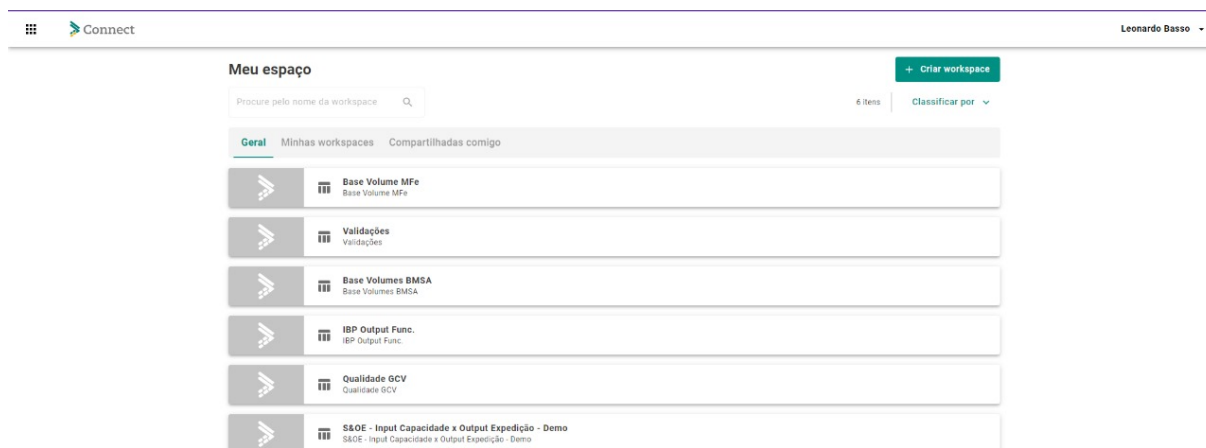 Connect
Leonardo Basso
Meu espaço
+ Criar workspace
Procure pelo nome da workspace
6 itens
Classificar por
Geral Minhas workspaces Compartilhadas comigo
Base Volume MFe
Base Volume MFe
Validações
Validações
Base Volumes BMSA
Base Volumes BMSA
IBP Output Func.
IBP Output Func.
Qualidade GCV
Qualidade GCV
S&OE - Input Capacidade x Output Expedição - Demo
S&OE - Input Capacidade x Output Expedição - Demo